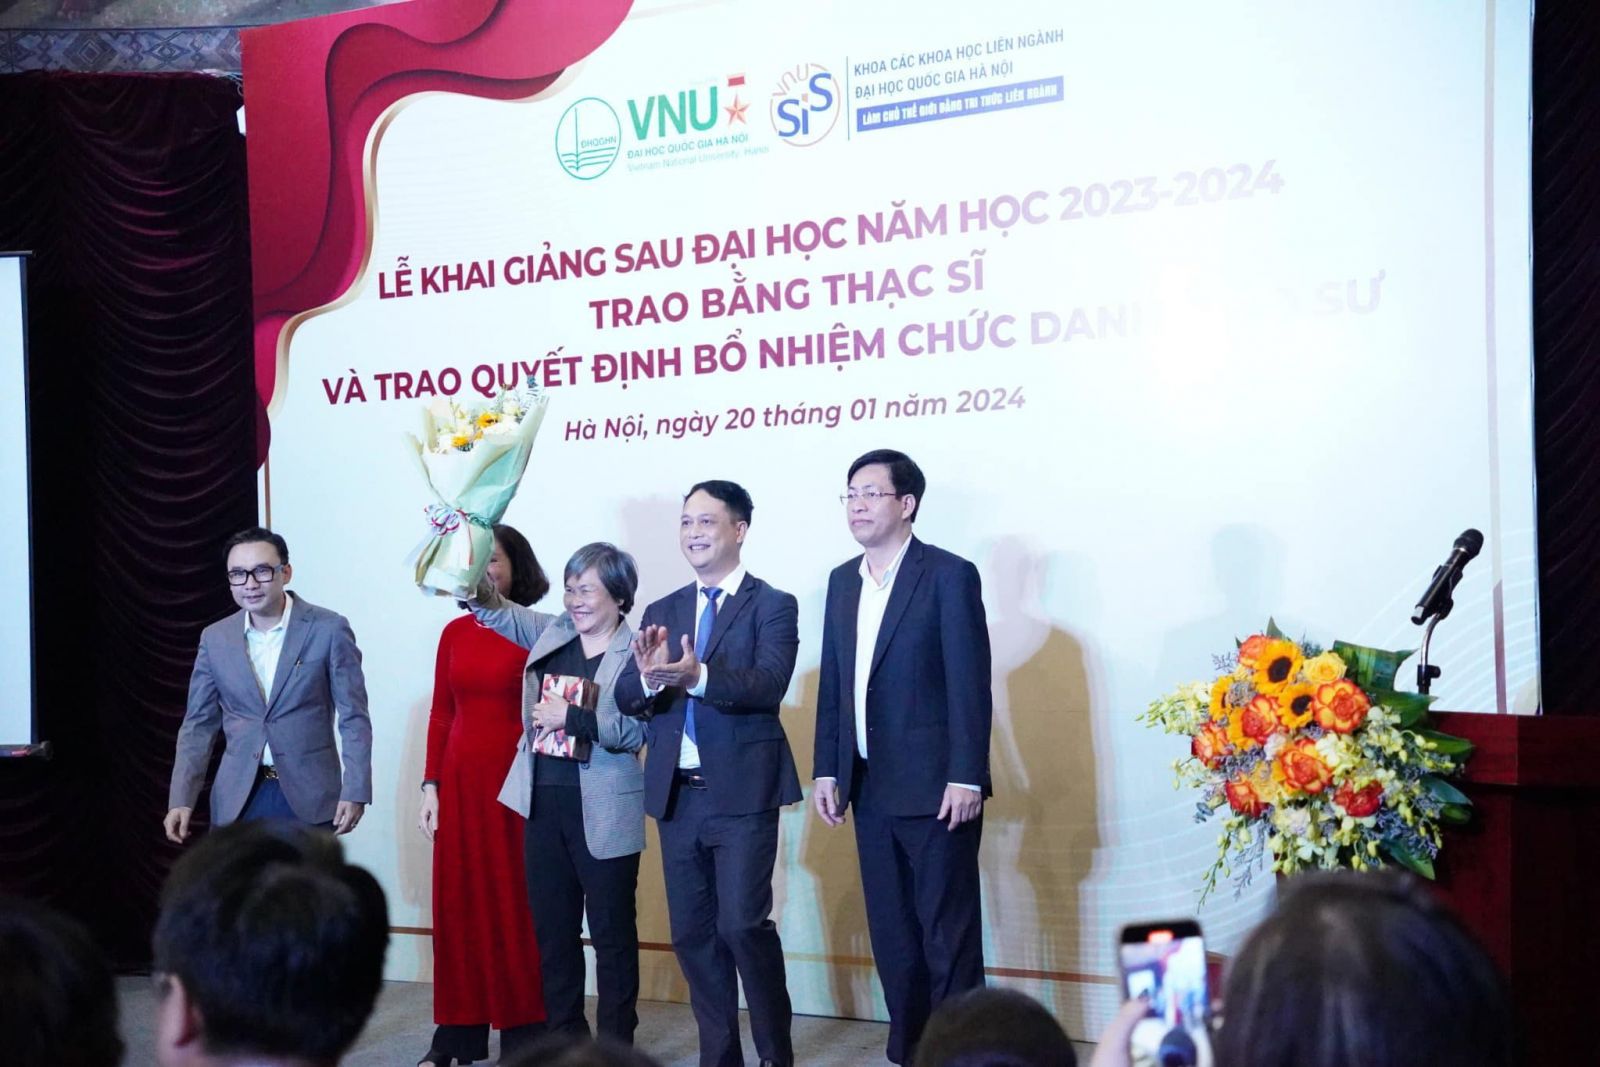 ĐHQGHN
VNU
ĐẠI HỌC QUỐC GIA HÀ NỘI
Vietnam National University, Hanoi
VNU
SiS
KHOA CÁC KHOA HỌC LIÊN NGÀNH
ĐẠI HỌC QUỐC GIA HÀ NỘI
LÀM CHỦ THẾ GIỚI BẰNG TRI THỨC LIÊN NGÀNH
LỄ KHAI GIẢNG SAU ĐẠI HỌC NĂM HỌC 2023-2024
TRAO BẰNG THẠC SĨ
VÀ TRAO QUYẾT ĐỊNH BỔ NHIỆM CHỨC DANH SƯ
Hà Nội, ngày 20 tháng 01 năm 2024